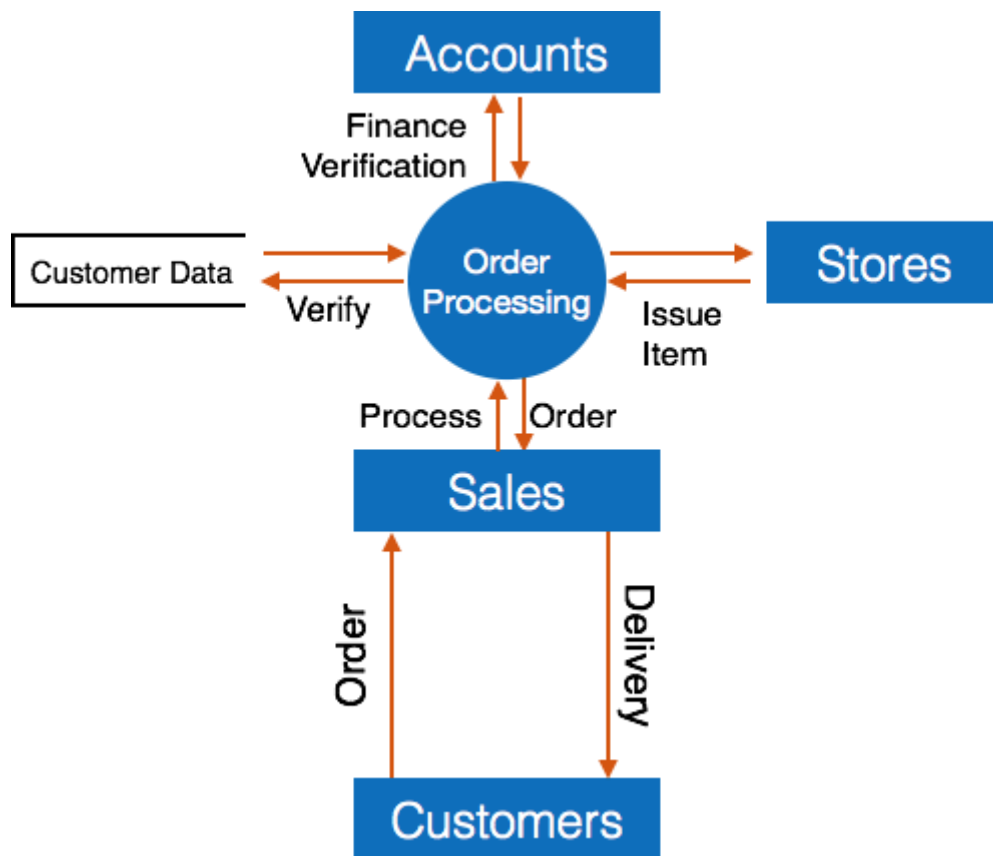 Accounts
Finance
Verification
Customer Data
Order
Processing
Stores
Verify
Issue
Item
Process
Order
Sales
Order
Delivery
Customers